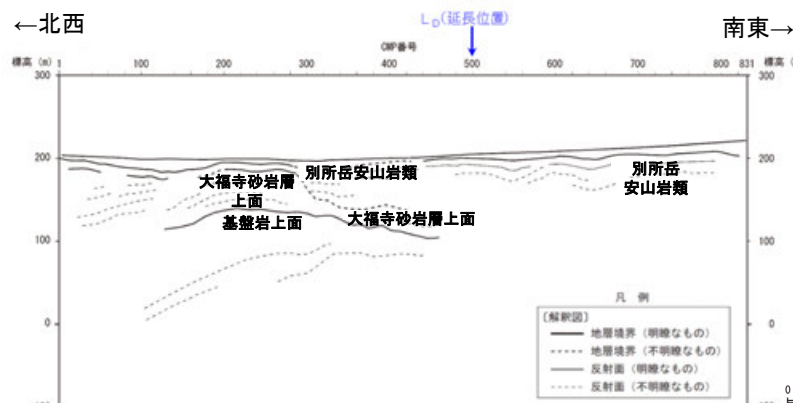 ←北西
L_D(延長位置)
南東→
CMP番号
標高 (m)
標高 (
1 100 200 300 400 500 600 700 800 831
300 300
200 200
100 100
0 0
大福寺砂岩層
上面
別所岳安山岩類
基盤岩上面
大福寺砂岩層上面
別所岳
安山岩類
凡 例
〔解釈図〕
地層境界（明瞭なもの）
地層境界（不明瞭なもの）
反射面（明瞭なもの）
反射面（不明瞭なもの）
0